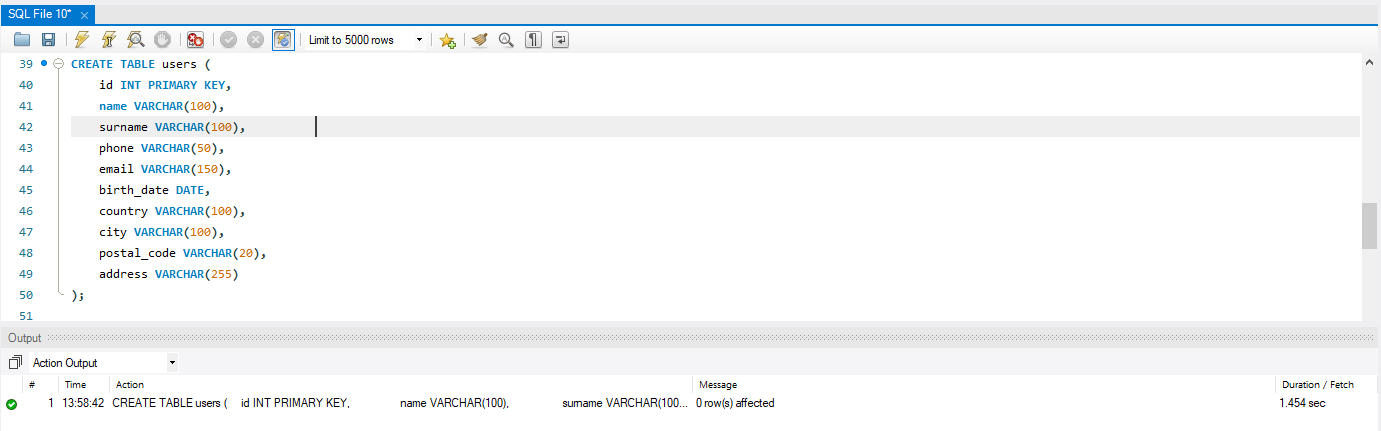 SQL File 10*
Limit to 5000 rows
39 CREATE TABLE users (
40 id INT PRIMARY KEY,
41 name VARCHAR(100),
42 surname VARCHAR(100),
43 phone VARCHAR(50),
44 email VARCHAR(150),
45 birth_date DATE,
46 country VARCHAR(100),
47 city VARCHAR(100),
48 postal_code VARCHAR(20),
49 address VARCHAR(255)
50 );
51
Output
Action Output
# Time Action Message Duration / Fetch
1 13:58:42 CREATE TABLE users ( id INT PRIMARY KEY, name VARCHAR(100), surname VARCHAR(100... 0 row(s) affected 1.454 sec